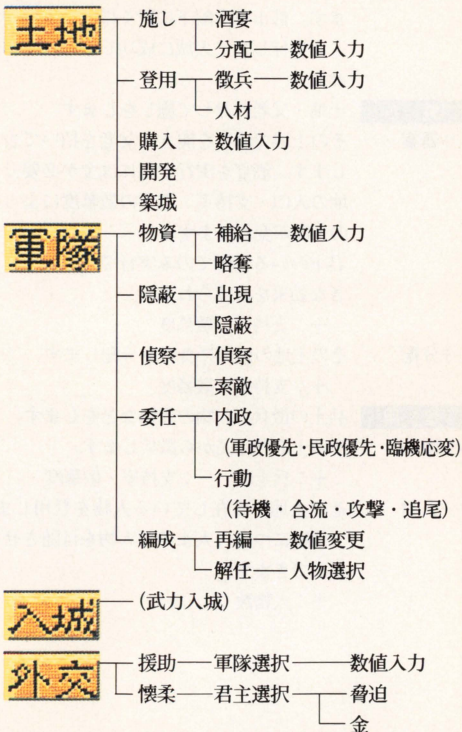 土地 施し 酒宴
分配 数値入力
登用 徴兵 数値入力
人材
購入 数値入力
開発
築城
軍隊 物資 補給 数値入力
略奪
隠蔽 出現
隠蔽
偵察 偵察
索敵
委任 内政
(軍政優先・民政優先・臨機応変)
行動
(待機・合流・攻撃・追尾)
編成 再編 数値変更
解任 人物選択
入城 (武力入城)
外交 援助 軍隊選択 数値入力
懐柔 君主選択 脅迫
金